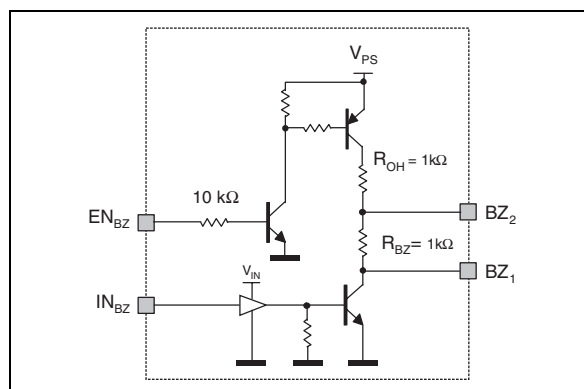 V_PS
R_OH = 1kΩ
10 kΩ
EN_BZ
BZ_2
R_BZ= 1kΩ
BZ_1
V_IN
IN_BZ